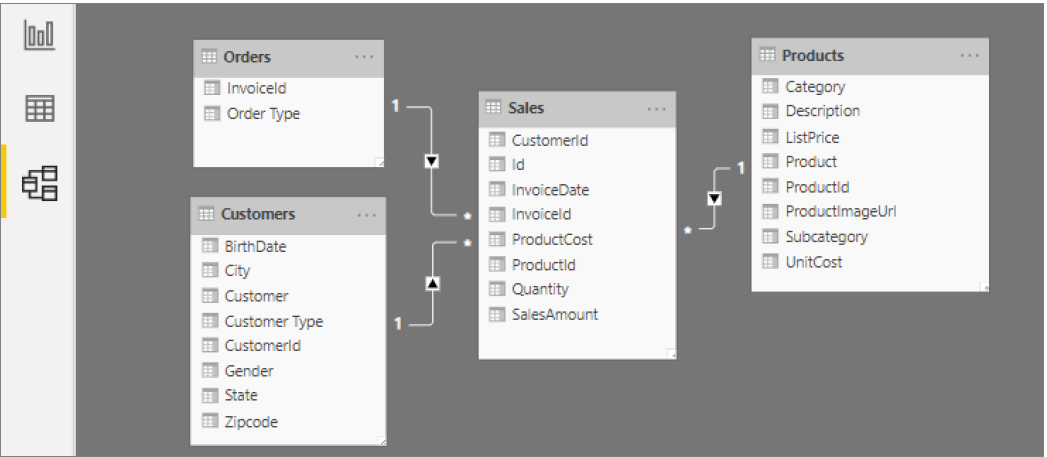 Orders
InvoiceId
Order Type
Customers
BirthDate
City
Customer
Customer Type
CustomerId
Gender
State
Zipcode
1
*
*
1
Sales
CustomerId
Id
InvoiceDate
InvoiceId
ProductCost
ProductId
Quantity
SalesAmount
*
1
Products
Category
Description
ListPrice
Product
ProductId
ProductImageUrl
Subcategory
UnitCost